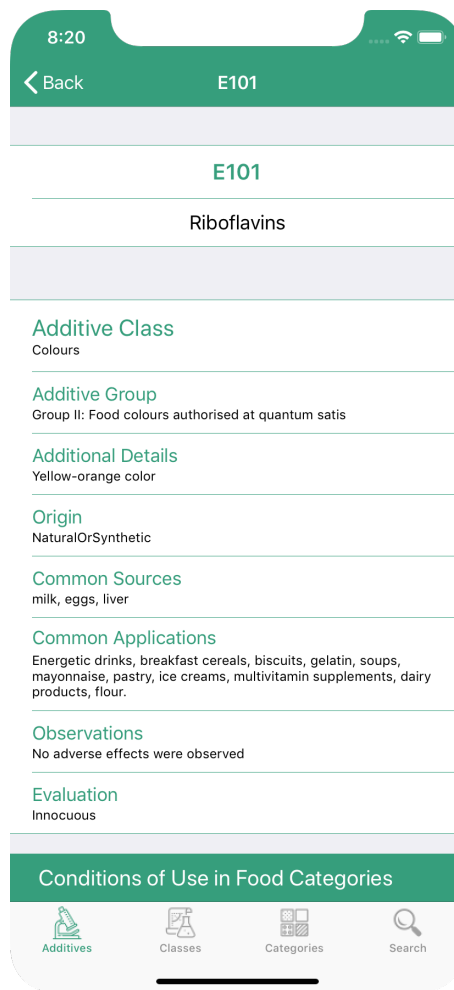 8:20
Back
E101
E101
Riboflavins
Additive Class
Colours
Additive Group
Group II: Food colours authorised at quantum satis
Additional Details
Yellow-orange color
Origin
NaturalOrSynthetic
Common Sources
milk, eggs, liver
Common Applications
Energetic drinks, breakfast cereals, biscuits, gelatin, soups,
mayonnaise, pastry, ice creams, multivitamin supplements, dairy
products, flour.
Observations
No adverse effects were observed
Evaluation
Innocuous
Conditions of Use in Food Categories
Additives
Classes
Categories
Search